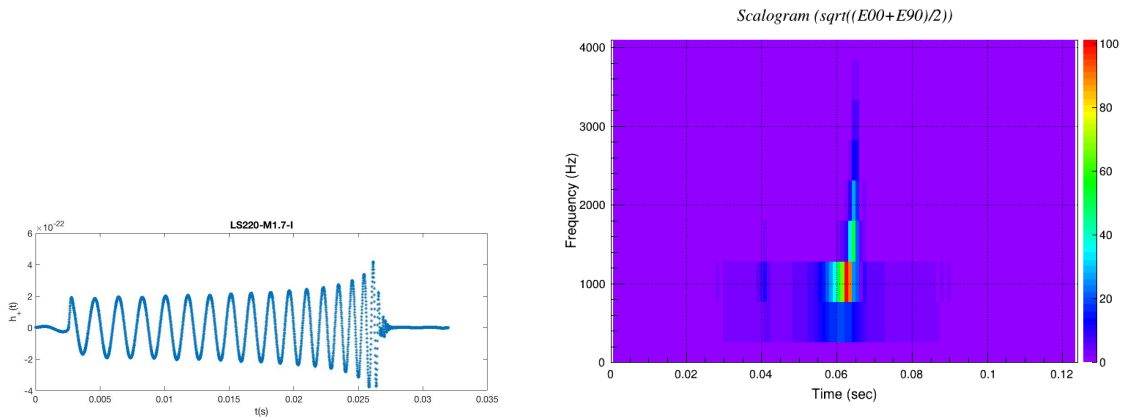 Scalogram (sqrt((E00+E90)/2))
4000
3000
2000
1000
0
Frequency (Hz)
0 0.02 0.04 0.06 0.08 0.1 0.12
Time (sec)
100
80
60
40
20
0
×10-22
LS220-M1.7-I
6
4
2
0
-2
-4
h+(t)
0 0.005 0.01 0.015 0.02 0.025 0.03 0.035
t(s)